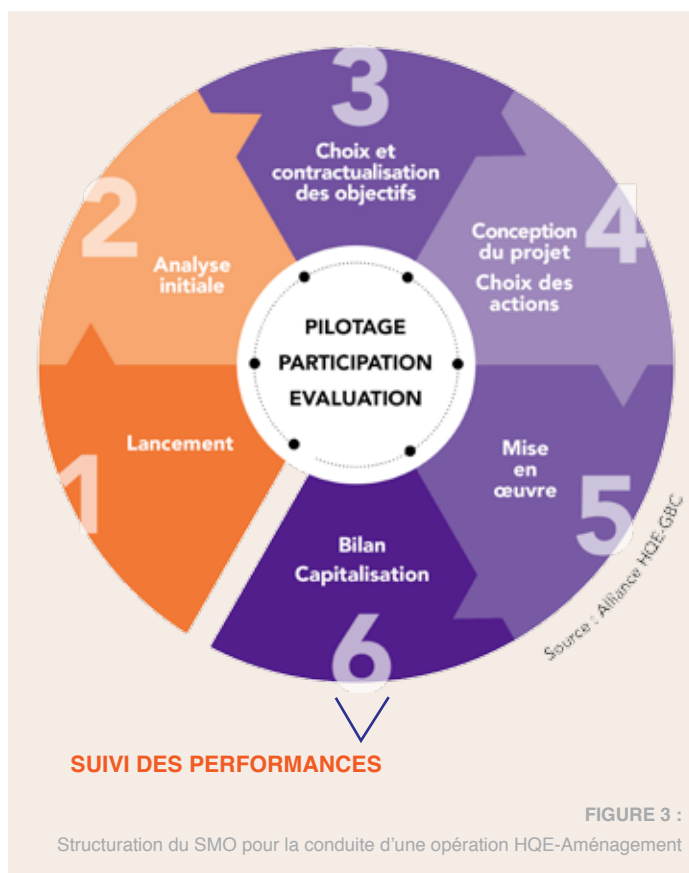 3
Choix et
contractualisation
des objectifs
2
Analyse
initiale
4
Conception
du projet
Choix des
actions
PILOTAGE
PARTICIPATION
EVALUATION
1
Lancement
Mise
en
œuvre
5
Bilan
Capitalisation
6
Source : Alliance HQE-GBC
SUIVI DES PERFORMANCES
FIGURE 3 :
Structuration du SMO pour la conduite d'une opération HQE-Aménagement